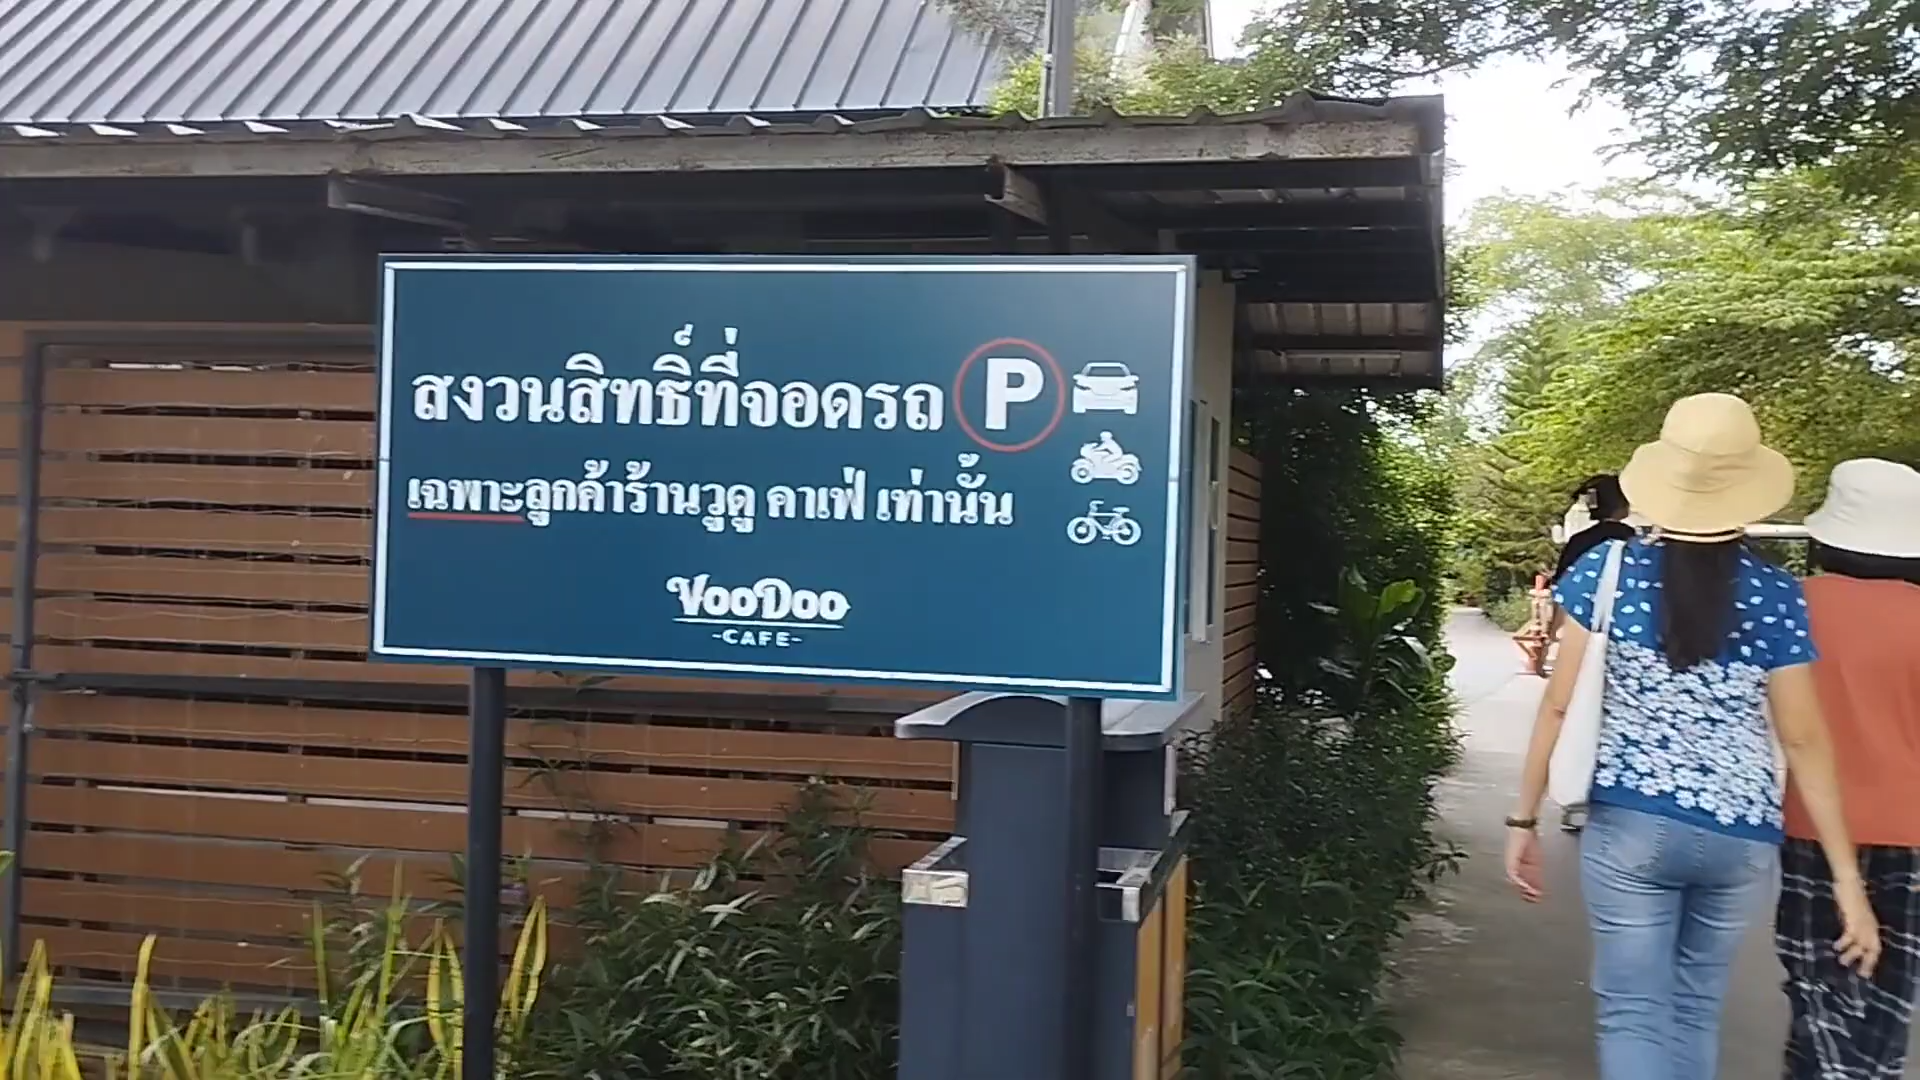 สงวนสิทธิ์ที่จอดรถ P
เฉพาะลูกค้าร้านวูดู คาเฟ่ เท่านั้น
VOODOO
-CAFE-